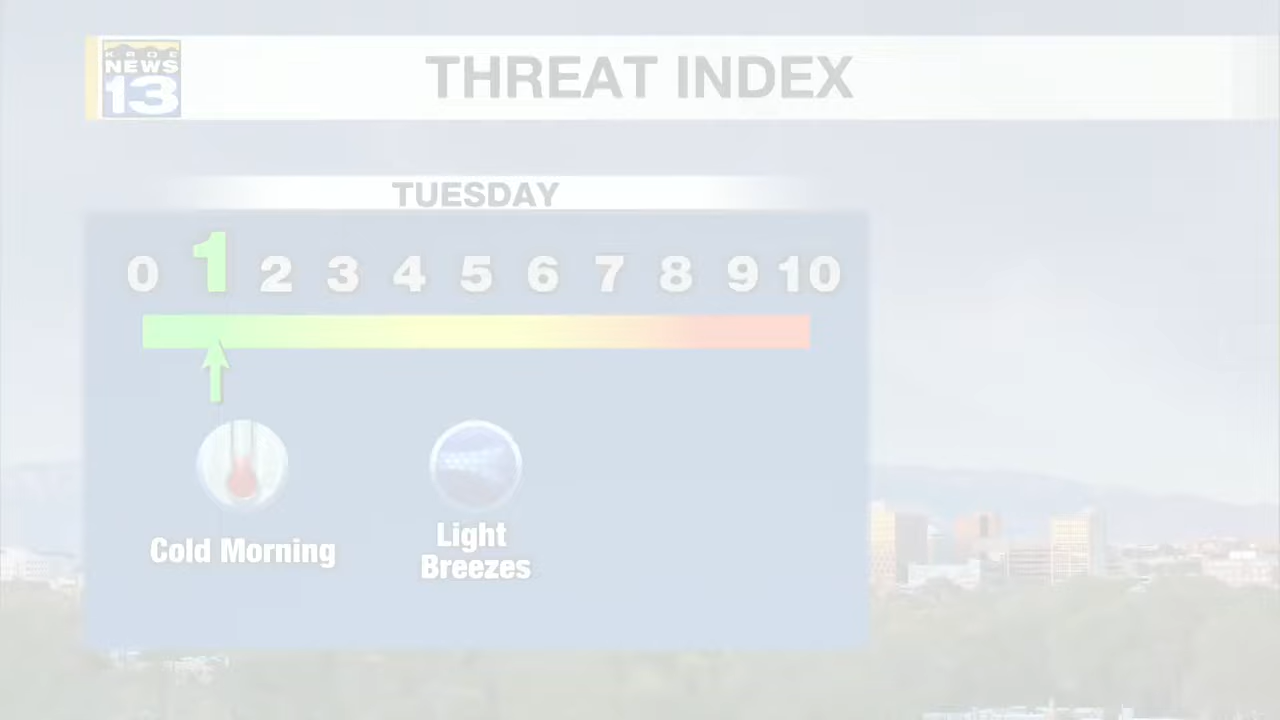 KRQE
NEWS
13
THREAT INDEX
TUESDAY
0 1 2 3 4 5 6 7 8 9 10
Cold Morning
Light
Breezes